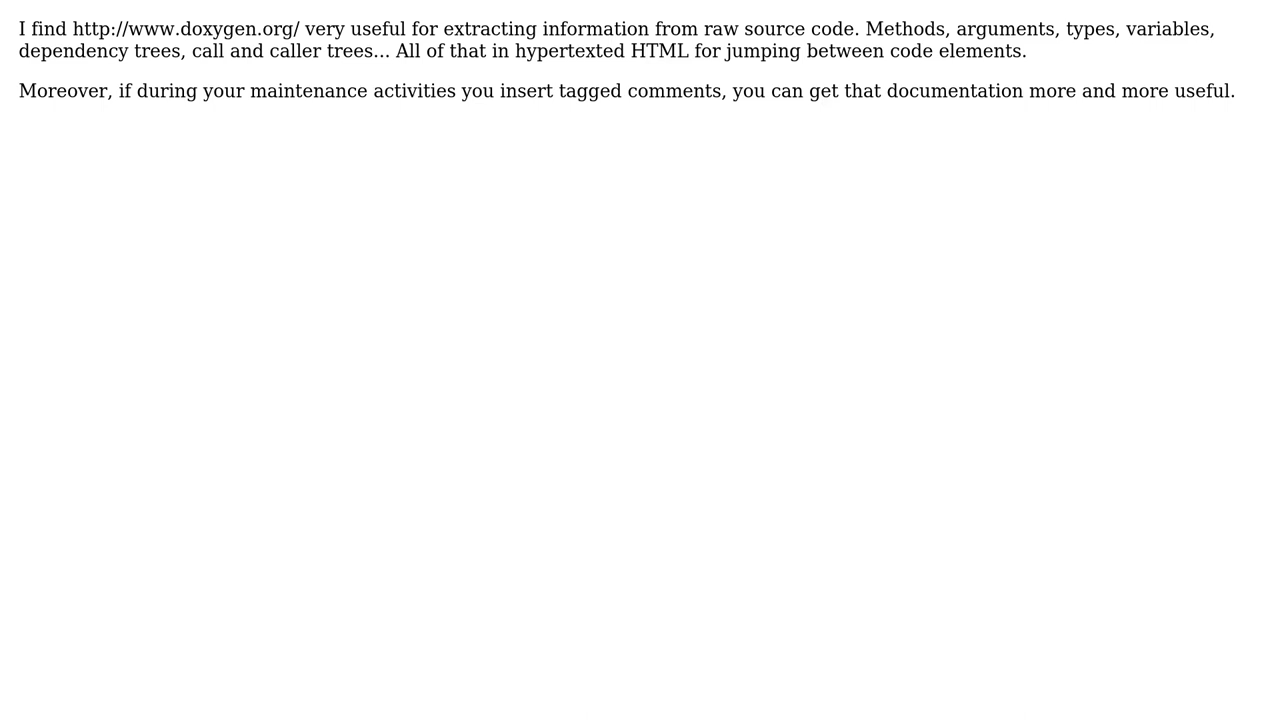 I find http://www.doxygen.org/ very useful for extracting information from raw source code. Methods, arguments, types, variables,
dependency trees, call and caller trees... All of that in hypertexted HTML for jumping between code elements.
Moreover, if during your maintenance activities you insert tagged comments, you can get that documentation more and more useful.